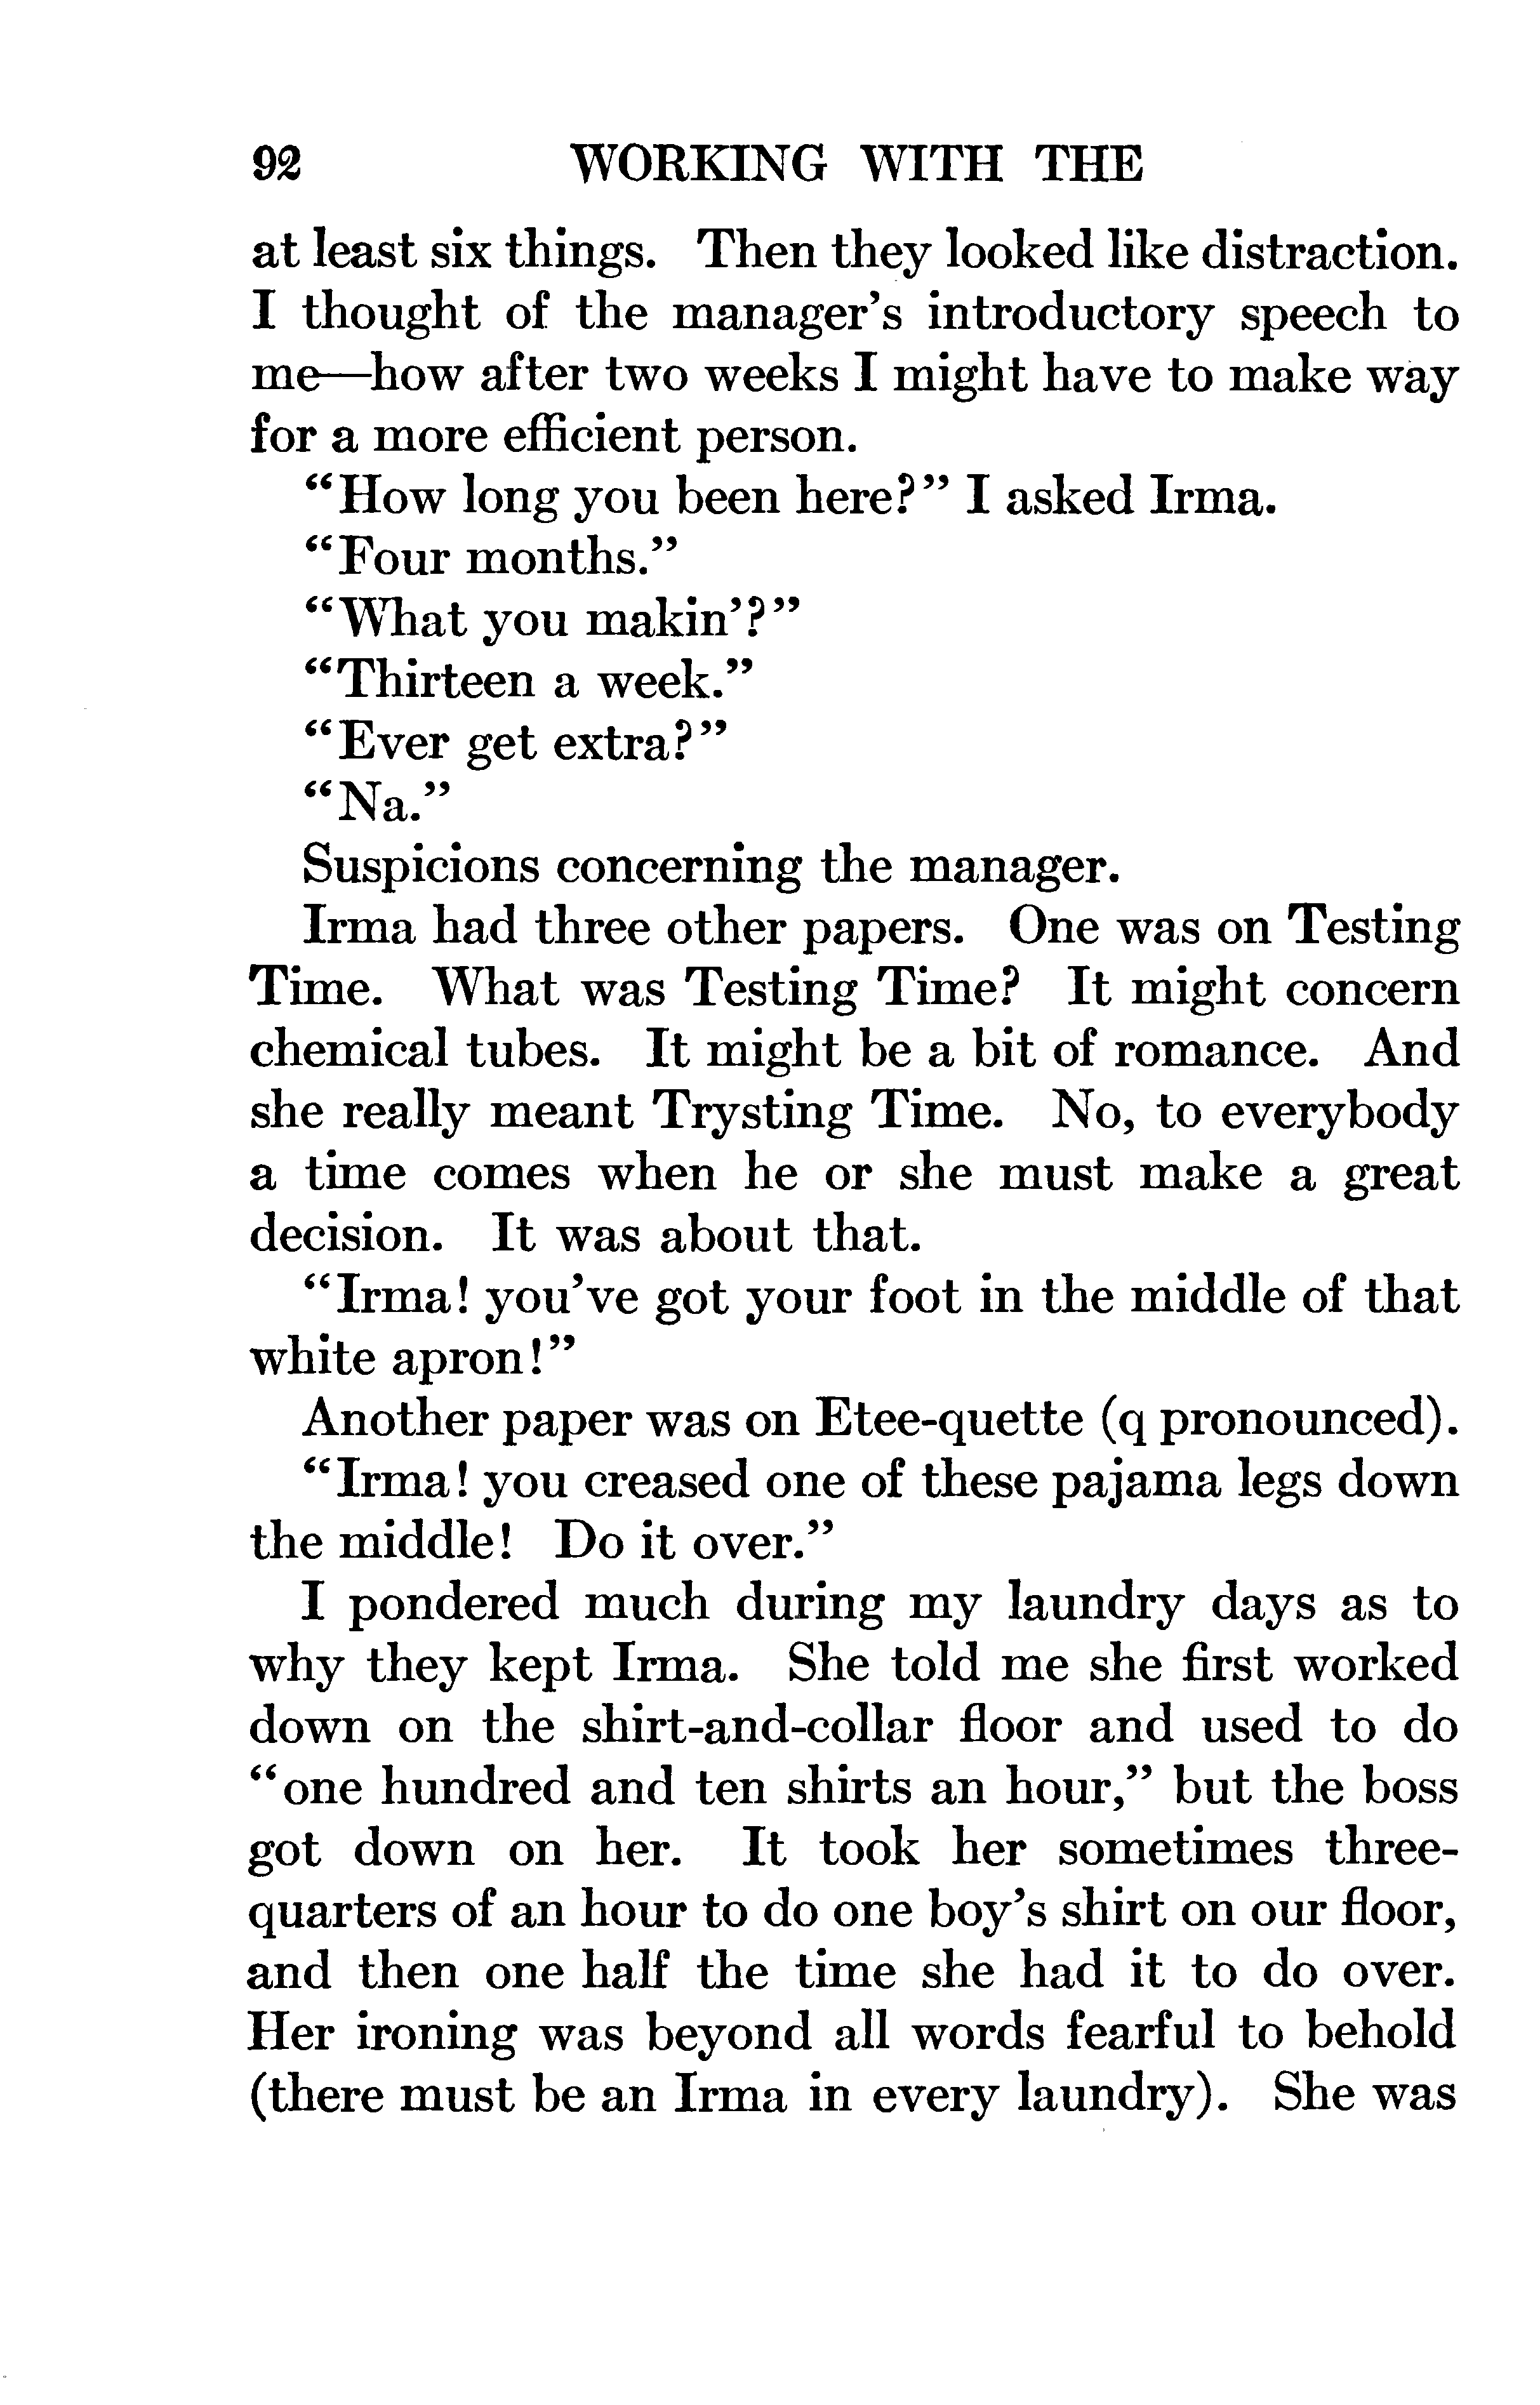 92 WORKING WITH THE
at least six things. Then they looked like distraction.
I thought of the manager's introductory speech to
me—how after two weeks I might have to make way
for a more efficient person.
"How long you been here?" I asked Irma.
"Four months."
"What you makin'?"
"Thirteen a week."
"Ever get extra?"
"Na."
Suspicions concerning the manager.
Irma had three other papers. One was on Testing
Time. What was Testing Time? It might concern
chemical tubes. It might be a bit of romance. And
she really meant Trysting Time. No, to everybody
a time comes when he or she must make a great
decision. It was about that.
"Irma! you've got your foot in the middle of that
white apron!"
Another paper was on Etee-quette (q pronounced).
"Irma! you creased one of these pajama legs down
the middle! Do it over."
I pondered much during my laundry days as to
why they kept Irma. She told me she first worked
down on the shirt-and-collar floor and used to do
"one hundred and ten shirts an hour," but the boss
got down on her. It took her sometimes three-
quarters of an hour to do one boy's shirt on our floor,
and then one half the time she had it to do over.
Her ironing was beyond all words fearful to behold
(there must be an Irma in every laundry). She was